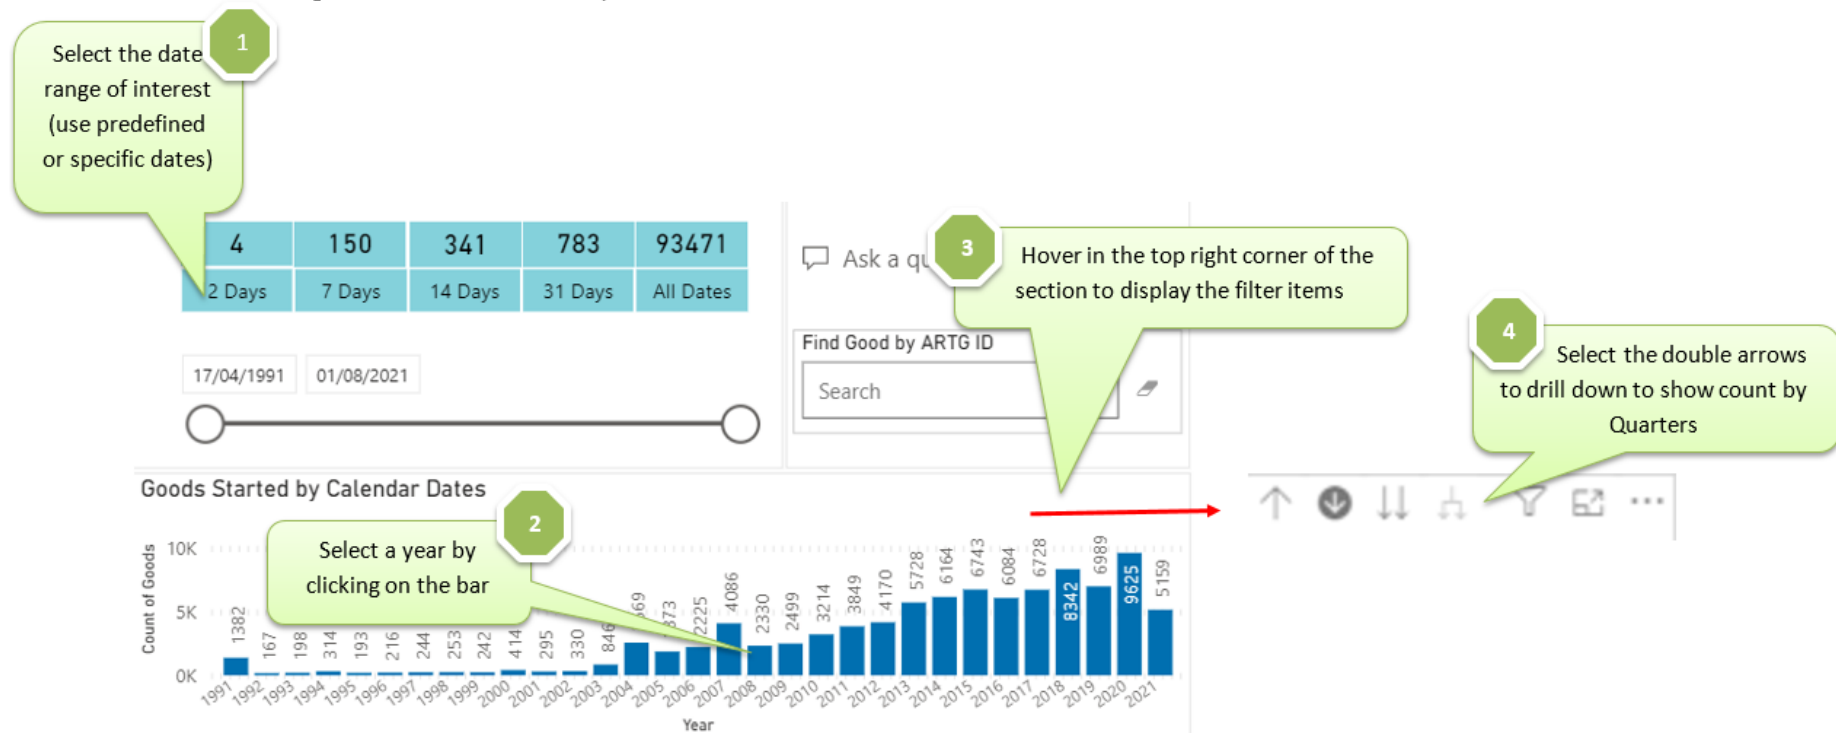 1
Select the date
range of interest
(use predefined
or specific dates)
4 150 341 783 93471
2 Days 7 Days 14 Days 31 Days All Dates
17/04/1991 01/08/2021
Ask a
3
Hover in the top right corner of the
section to display the filter items
Find Good by ARTG ID
Search
4
Select the double arrows
to drill down to show count by
Quarters
Goods Started by Calendar Dates
2
Select a year by
clicking on the bar
Count of Goods
10K
5K
0K
1382 167 198 314 193 216 244 253 242 414 295 330 846 2225 4086 2330 2499 3214 3849 4170 5728 6164 6743 6084 6728 8342 6989 9625 5159
1991 1992 1993 1994 1995 1996 1997 1998 1999 2000 2001 2002 2003 2004 2005 2006 2007 2008 2009 2010 2011 2012 2013 2014 2015 2016 2017 2018 2019 2020 2021
Year